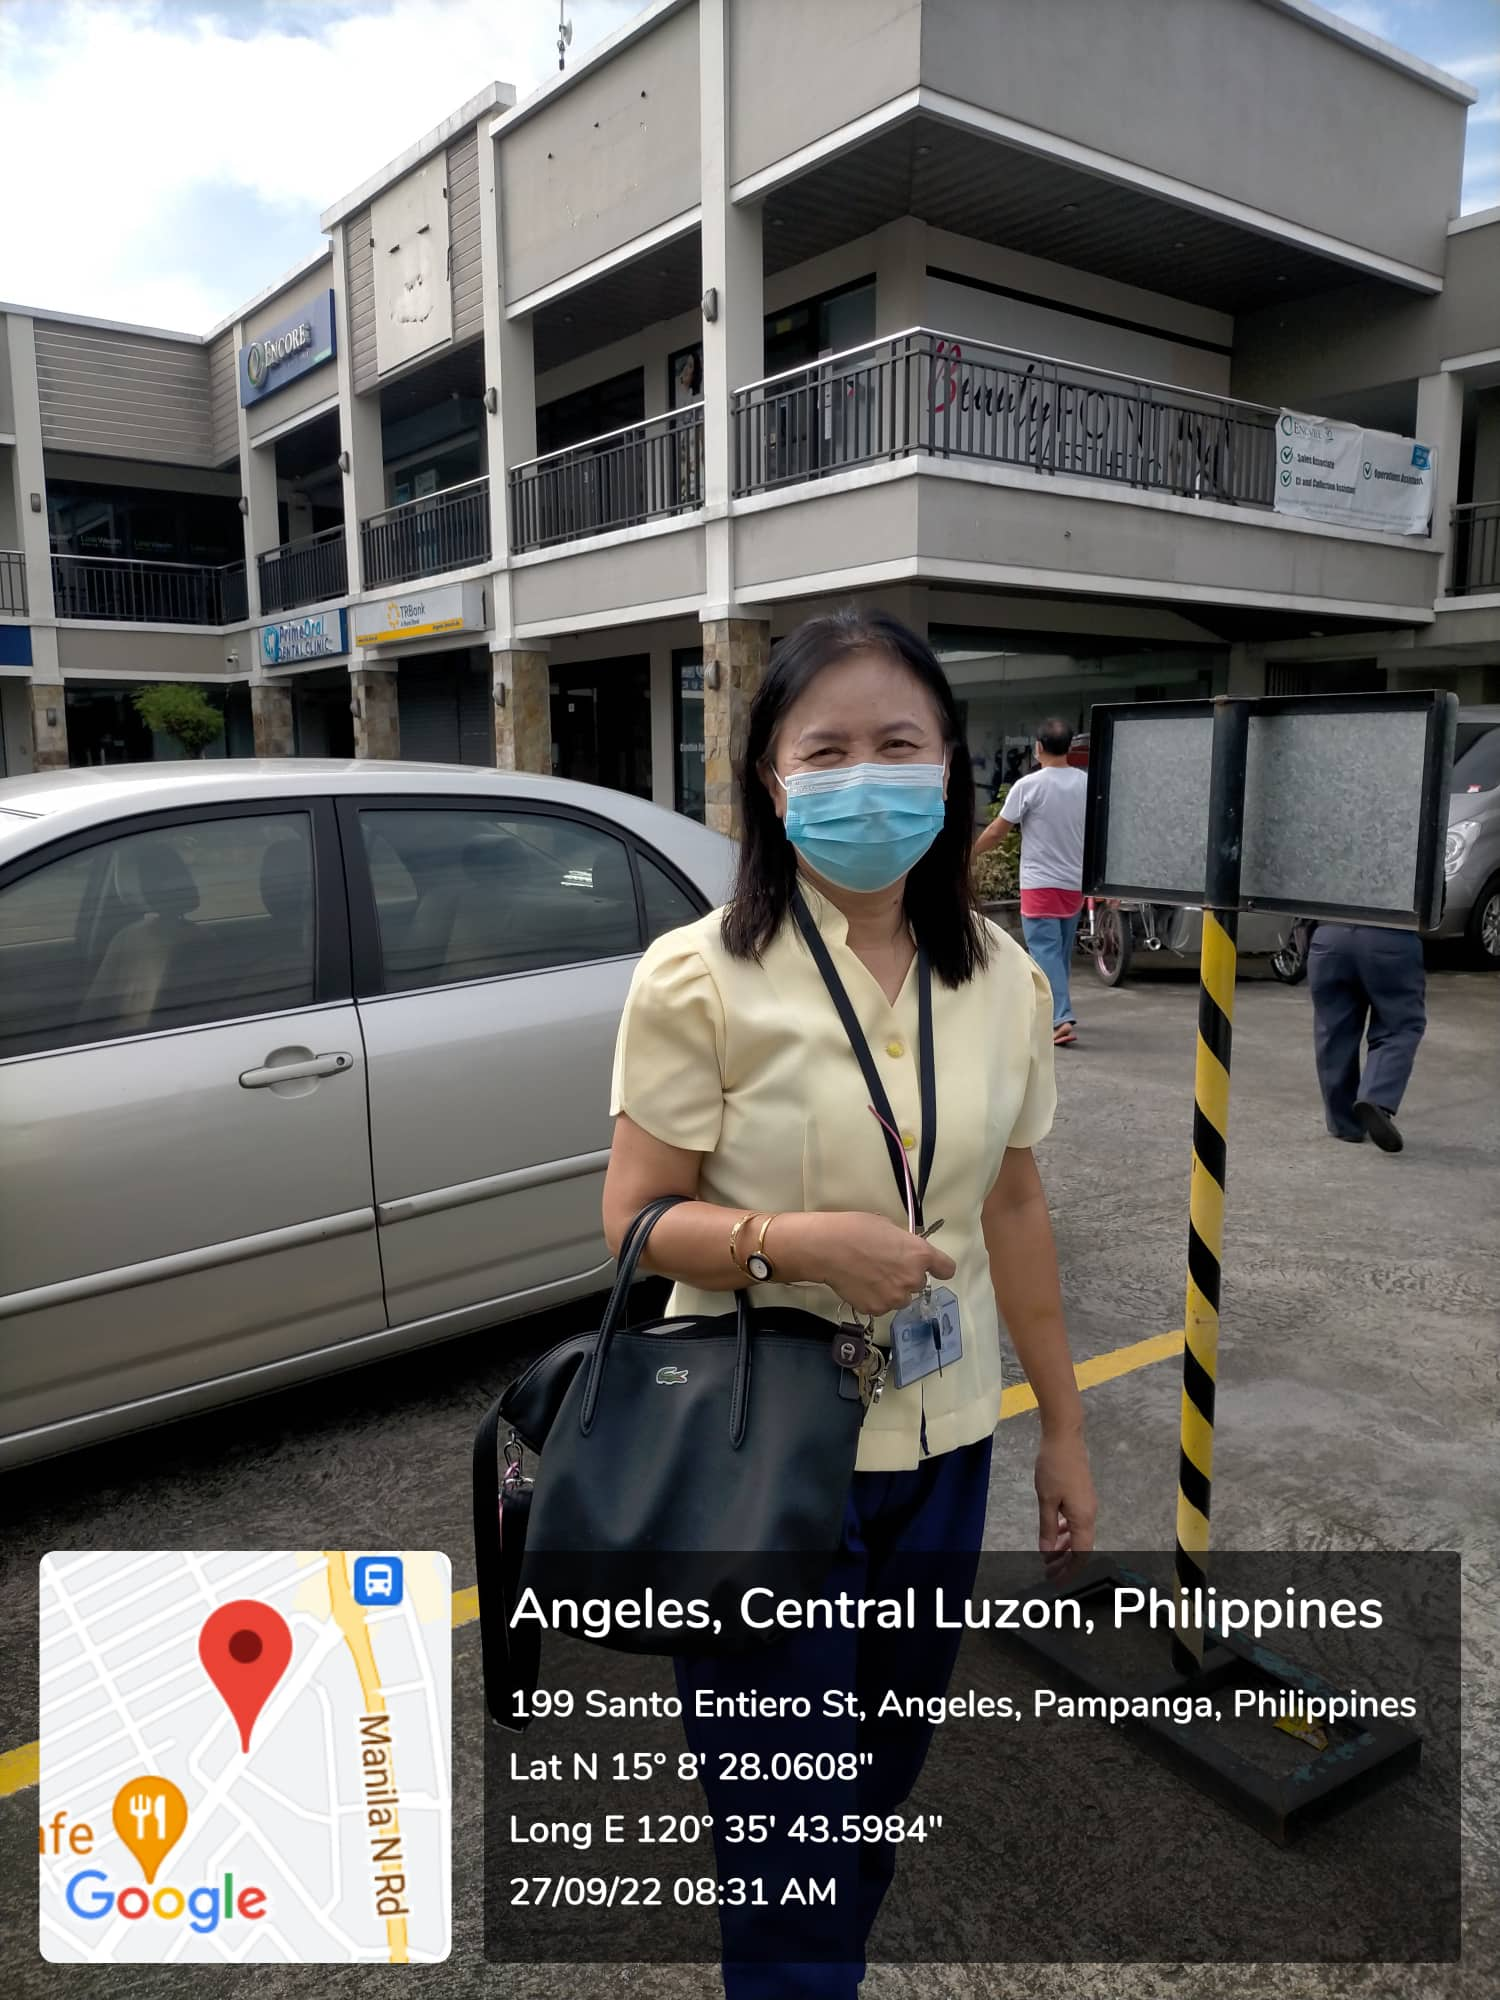 ENCORE
Beauty
ENCORE
Sales Associate
CI and Collection Assistant
Operations Assistant
PrimeOral
DENTAL CLINIC
TRBank
Angeles, Central Luzon, Philippines
199 Santo Entiero St, Angeles, Pampanga, Philippines
Lat N 15° 8' 28.0608"
Long E 120° 35' 43.5984"
27/09/22 08:31 AM
Manila N Rd
afe
Google